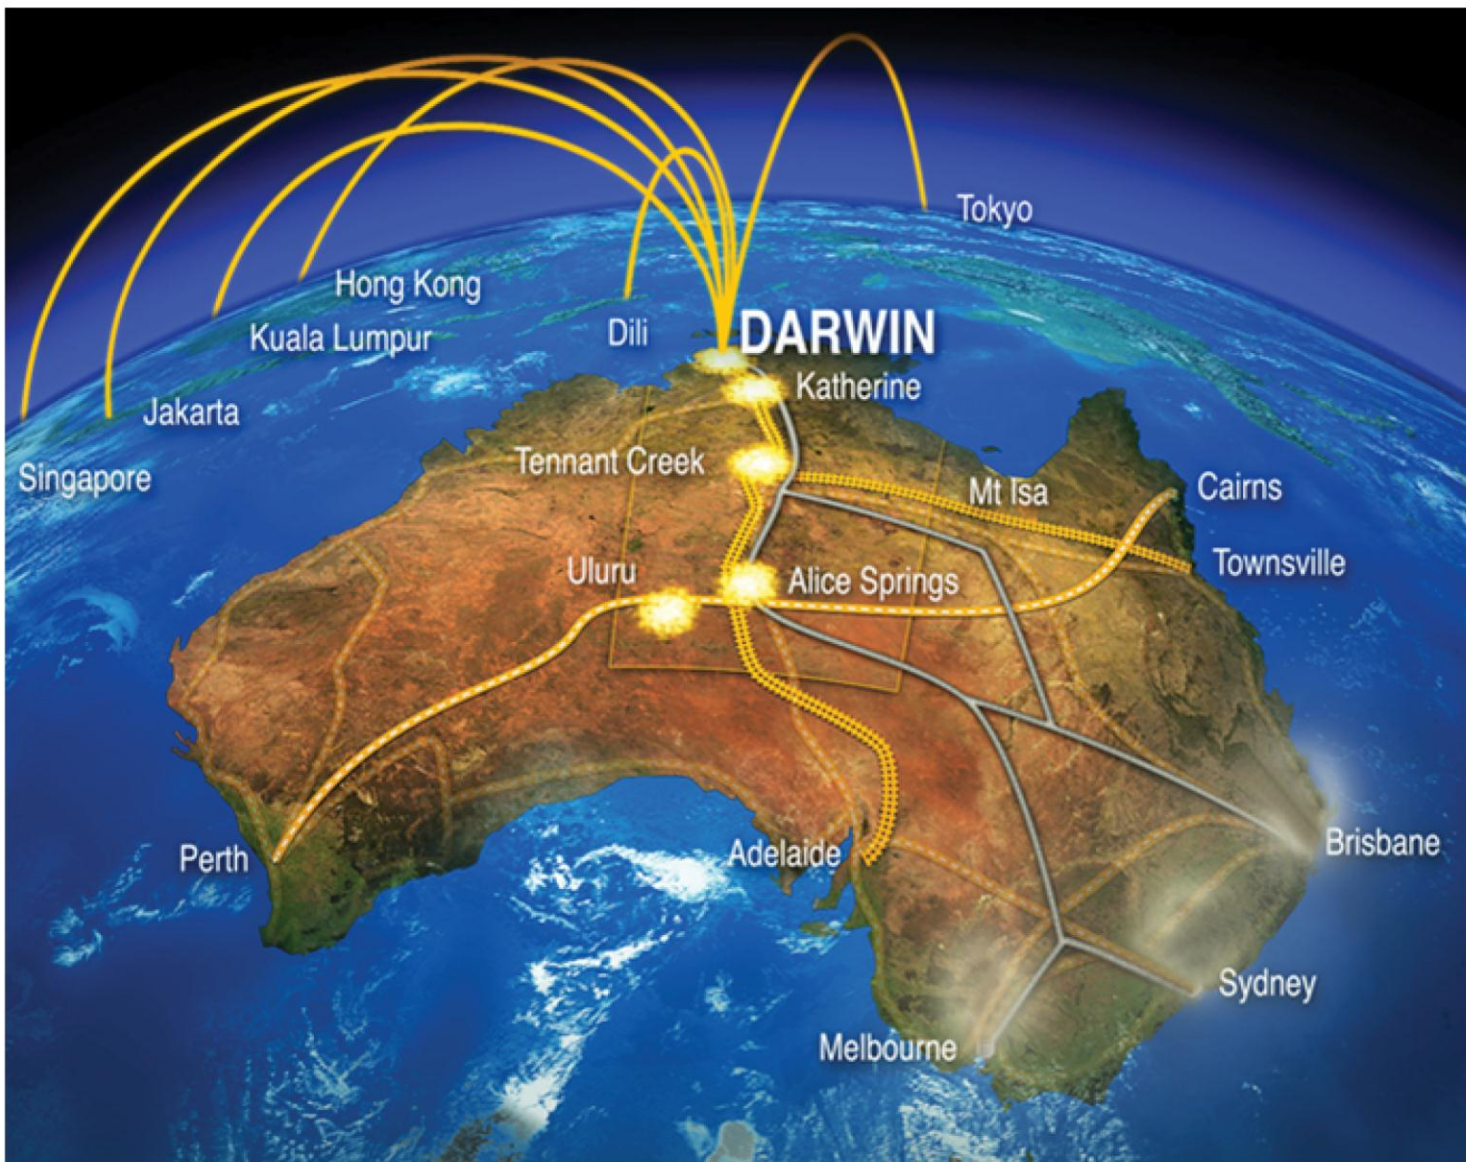 Tokyo
Hong Kong
Kuala Lumpur
Dili
DARWIN
Katherine
Jakarta
Singapore
Tennant Creek
Mt Isa
Cairns
Townsville
Uluru
Alice Springs
Perth
Adelaide
Brisbane
Sydney
Melbourne